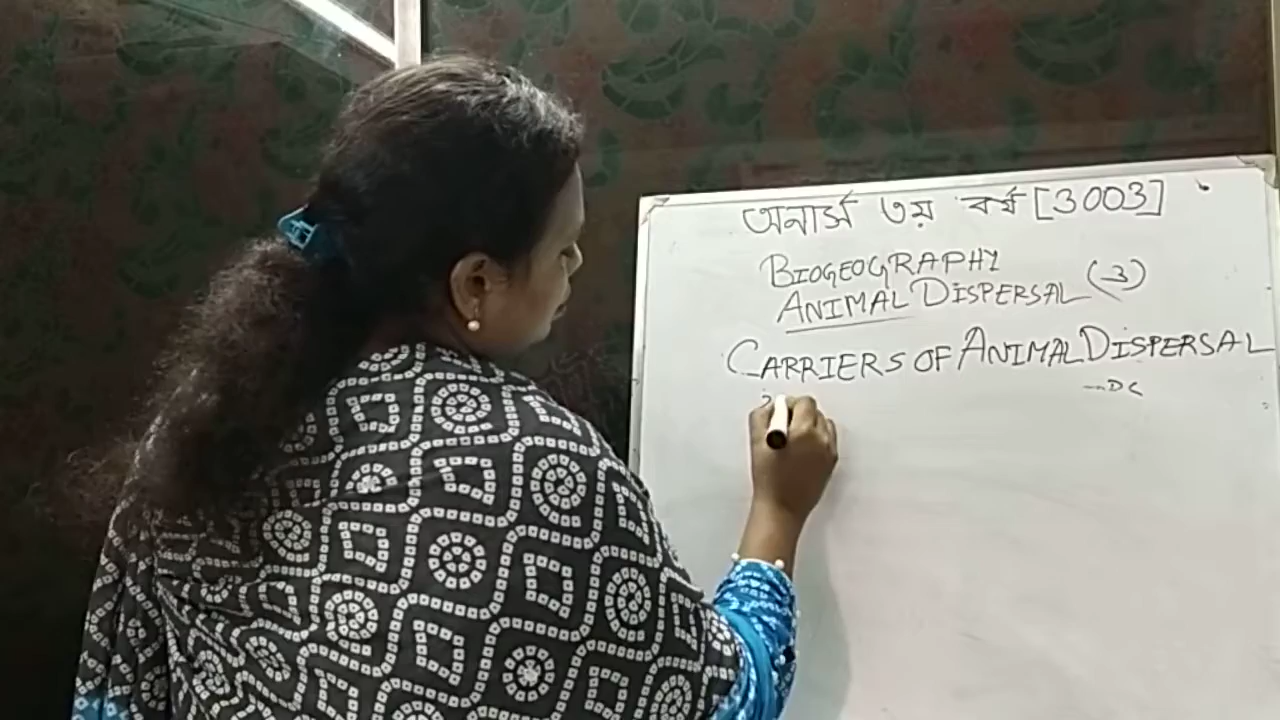 অনার্স ৩য় বর্ষ [3003]
BIOGEOGRAPHY
ANIMAL DISPERSAL (3)
CARRIERS OF ANIMAL DISPERSAL